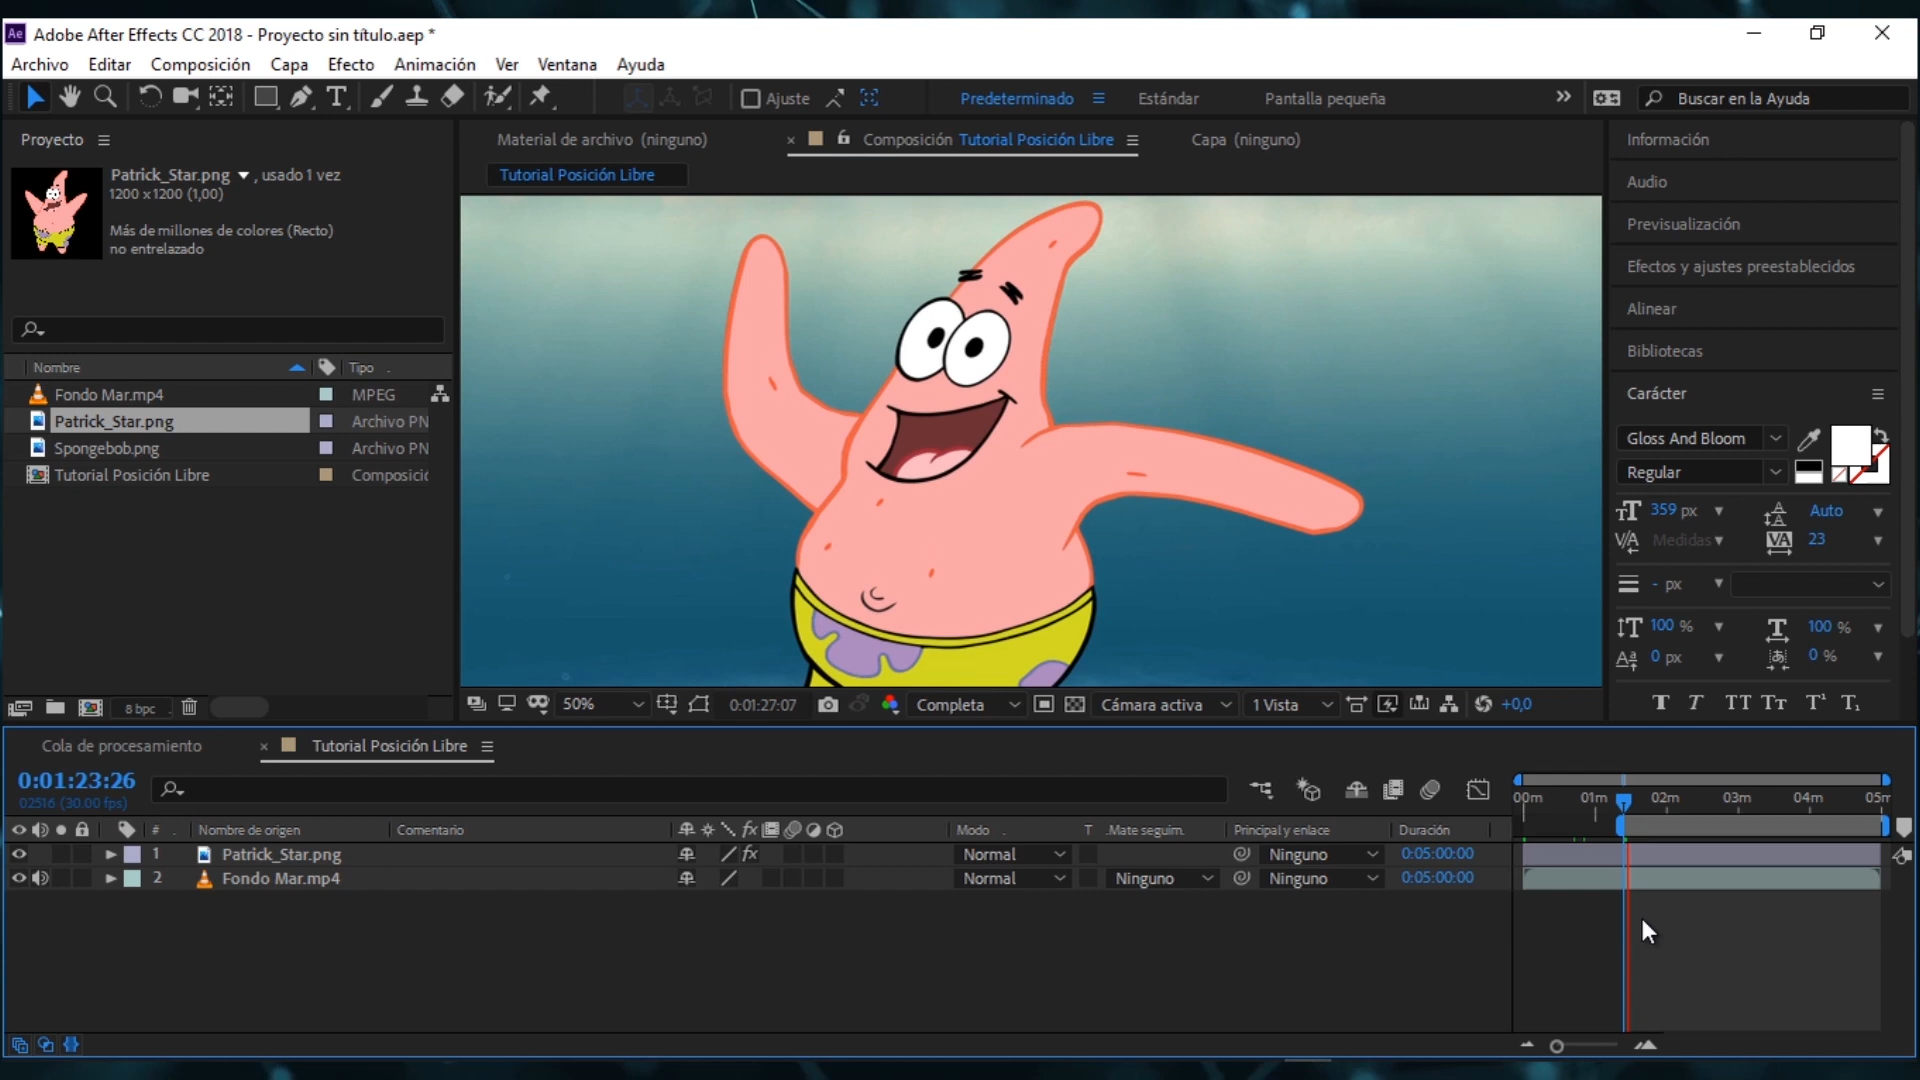 Ae Adobe After Effects CC 2018 - Proyecto sin título.aep *
Archivo Editar Composición Capa Efecto Animación Ver Ventana Ayuda
Ajuste Predeterminado Estándar Pantalla pequeña Buscar en la Ayuda
Proyecto
Patrick_Star.png , usado 1 vez
1200 x 1200 (1,00)
Más de millones de colores (Recto)
no entrelazado
Nombre Tipo
Fondo Mar.mp4 MPEG
Patrick_Star.png Archivo PN
Spongebob.png Archivo PN
Tutorial Posición Libre Composici
8 bpc
Material de archivo (ninguno) Composición Tutorial Posición Libre Capa (ninguno)
Tutorial Posición Libre
50% 0:01:27:07 Completa Cámara activa 1 Vista +0,0
Información
Audio
Previsualización
Efectos y ajustes preestablecidos
Alinear
Bibliotecas
Carácter
Gloss And Bloom
Regular
359 px Auto
Medidas 23
- px
100 % 100 %
0 px 0 %
Cola de procesamiento Tutorial Posición Libre
0:01:23:26
02516 (30.00 fps)
00m 01m 02m 03m 04m 05m
# Nombre de origen Comentario Modo T .Mate seguim. Principal y enlace Duración
1 Patrick_Star.png fx Normal Ninguno 0:05:00:00
2 Fondo Mar.mp4 Normal Ninguno Ninguno 0:05:00:00